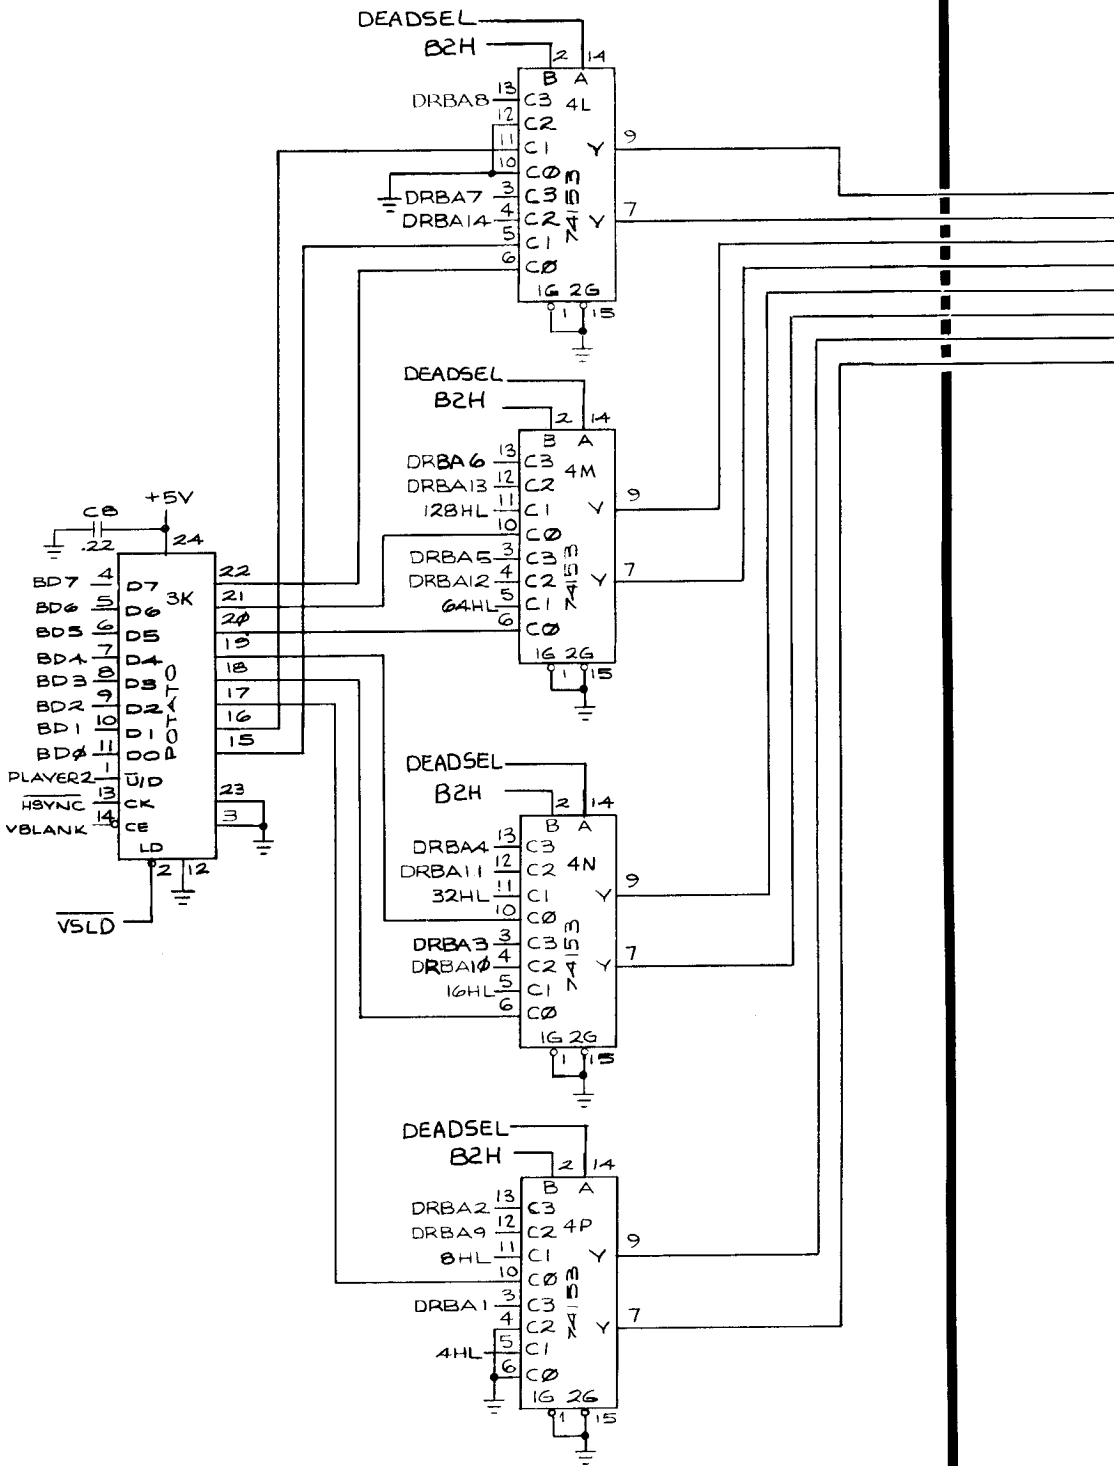 DEADSEL
B2H
2 14
B A
DRBA8 13 C3 4L
12 C2
11 C1 Y 9
10 CØ
DRBA7 3 C3
DRBA14 4 C2 Y 7
5 C1
6 CØ
74153
1G 2G
1 15
DEADSEL
B2H
2 14
B A
DRBA6 13 C3 4M
DRBA13 12 C2
128HL 11 C1 Y 9
10 CØ
DRBA5 3 C3
DRBA12 4 C2 Y 7
64HL 5 C1
6 CØ
74153
1G 2G
1 15
+5V
C8
.22 24
BD7 4 D7 22
3K
BD6 5 D6 21
BD5 6 D5 2Ø
BD4 7 D4 19
BD3 8 D3 18
BD2 9 D2 17
BD1 10 D1 16
BDØ 11 DO 15
POTATO
PLAYER2 1 U/D 23
HSYNC 13 CK
VBLANK 14 CE 3
LD
2 12
VSLD
DEADSEL
B2H
2 14
B A
DRBA4 13 C3
DRBA11 12 C2 4N
32HL 11 C1 Y 9
10 CØ
DRBA3 3 C3
DRBA1Ø 4 C2 Y 7
16HL 5 C1
6 CØ
74153
1G 2G
1 15
DEADSEL
B2H
2 14
B A
DRBA2 13 C3
DRBA9 12 C2 4P
8HL 11 C1 Y 9
10 CØ
DRBA1 3 C3
4 C2 Y 7
4HL 5 C1
6 CØ
74153
1G 2G
1 15